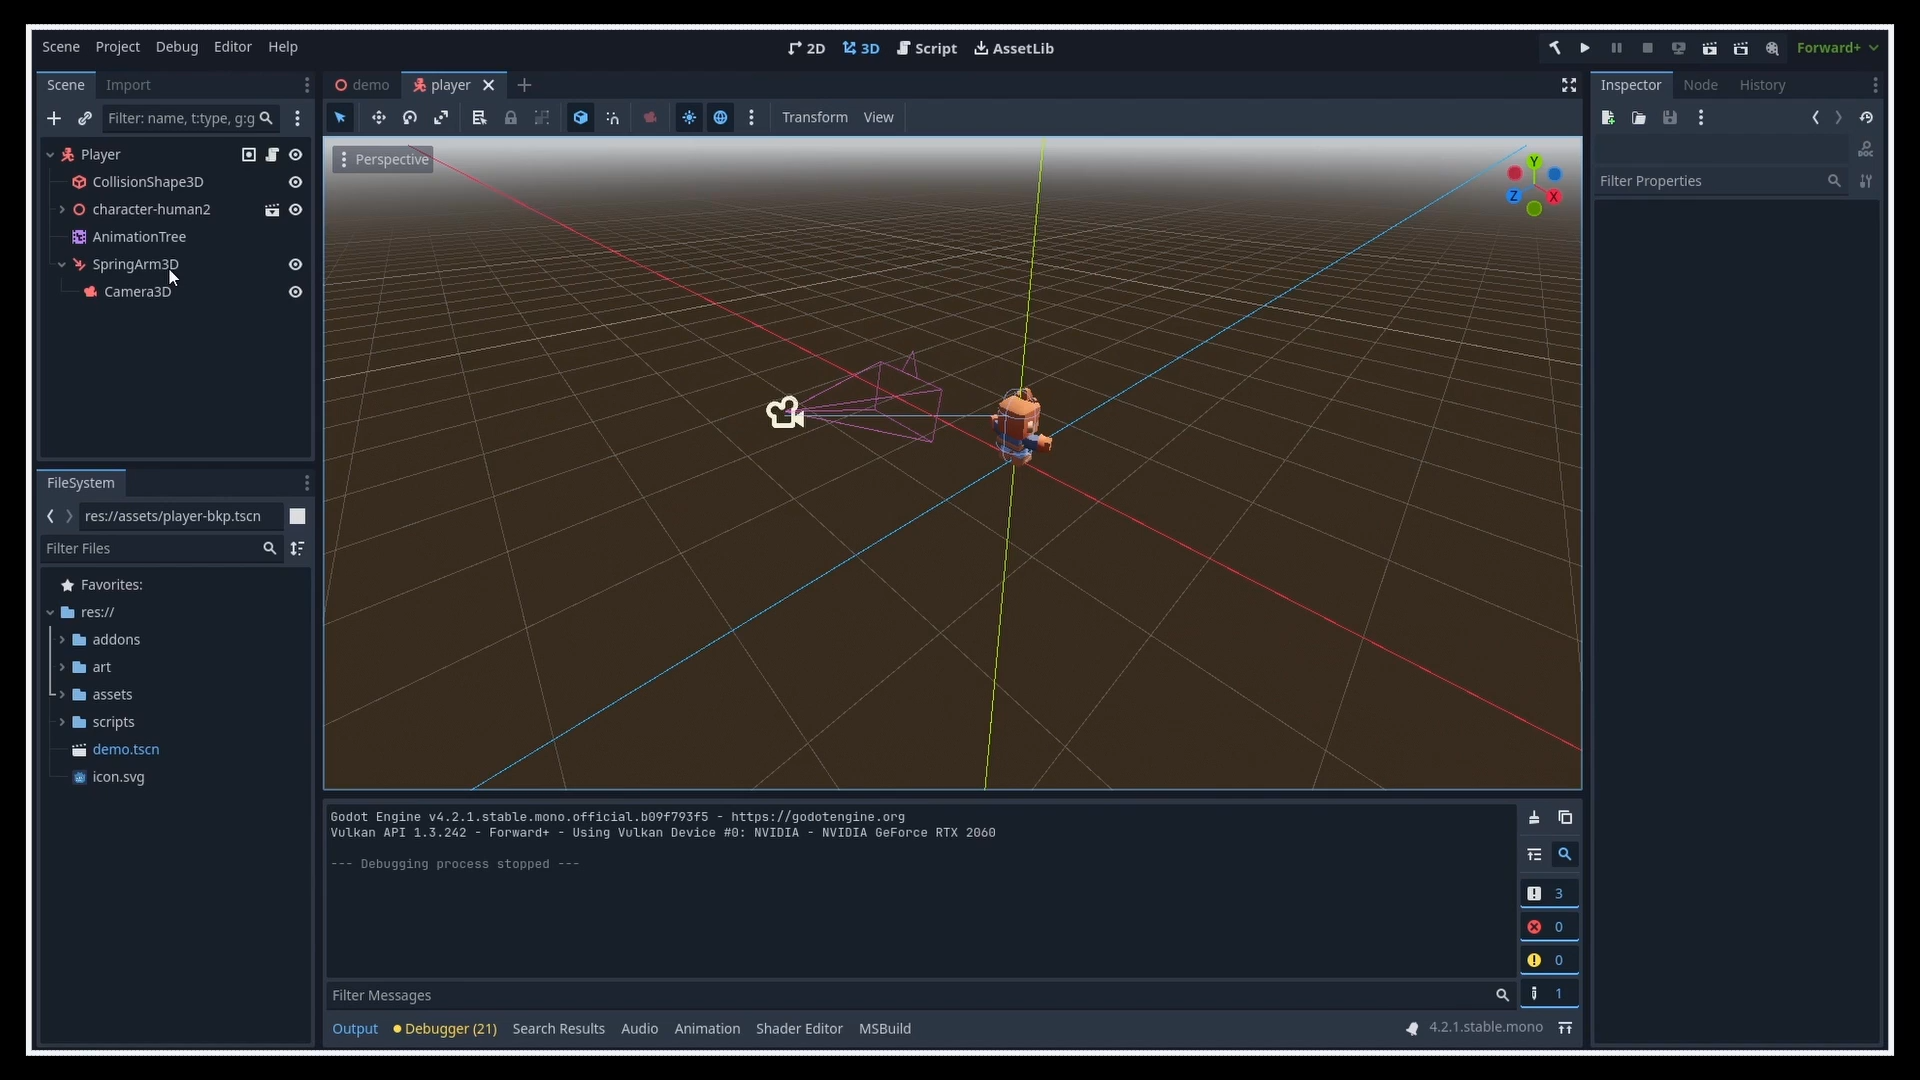 Scene Project Debug Editor Help
2D 3D Script AssetLib
Forward+
Scene Import
demo player
Inspector Node History
Filter: name, t:type, g:g
Transform View
Player
CollisionShape3D
character-human2
AnimationTree
SpringArm3D
Camera3D
Perspective
Y
Z X
DOC
Filter Properties
FileSystem
res://assets/player-bkp.tscn
Filter Files
Favorites:
res://
addons
art
assets
scripts
demo.tscn
icon.svg
Godot Engine v4.2.1.stable.mono.official.b09f793f5 - https://godotengine.org
Vulkan API 1.3.242 - Forward+ - Using Vulkan Device #0: NVIDIA - NVIDIA GeForce RTX 2060
--- Debugging process stopped ---
3
0
0
1
Filter Messages
Output Debugger (21) Search Results Audio Animation Shader Editor MSBuild
4.2.1.stable.mono